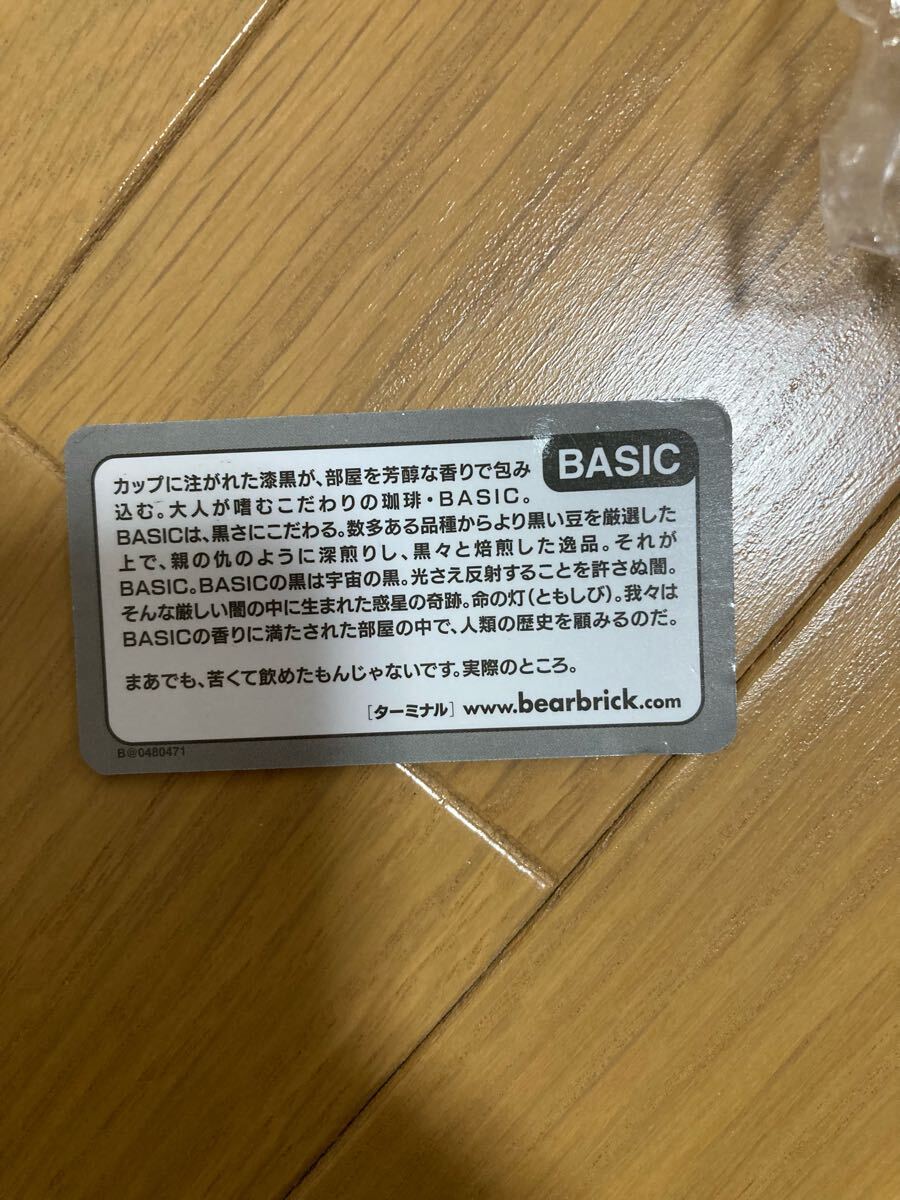 BASIC
カップに注がれた漆黒が、部屋を芳醇な香りで包み
込む。大人が嗜むこだわりの珈琲・BASIC。
BASICは、黒さにこだわる。数多ある品種からより黒い豆を厳選した
上で、親の仇のように深煎りし、黒々と焙煎した逸品。それが
BASIC。BASICの黒は宇宙の黒。光さえ反射することを許さぬ闇。
そんな厳しい闇の中に生まれた惑星の奇跡。命の灯(ともしび)。我々は
BASICの香りに満たされた部屋の中で、人類の歴史を顧みるのだ。
まあでも、苦くて飲めたもんじゃないです。実際のところ。
[ターミナル] www.bearbrick.com
B@0480471